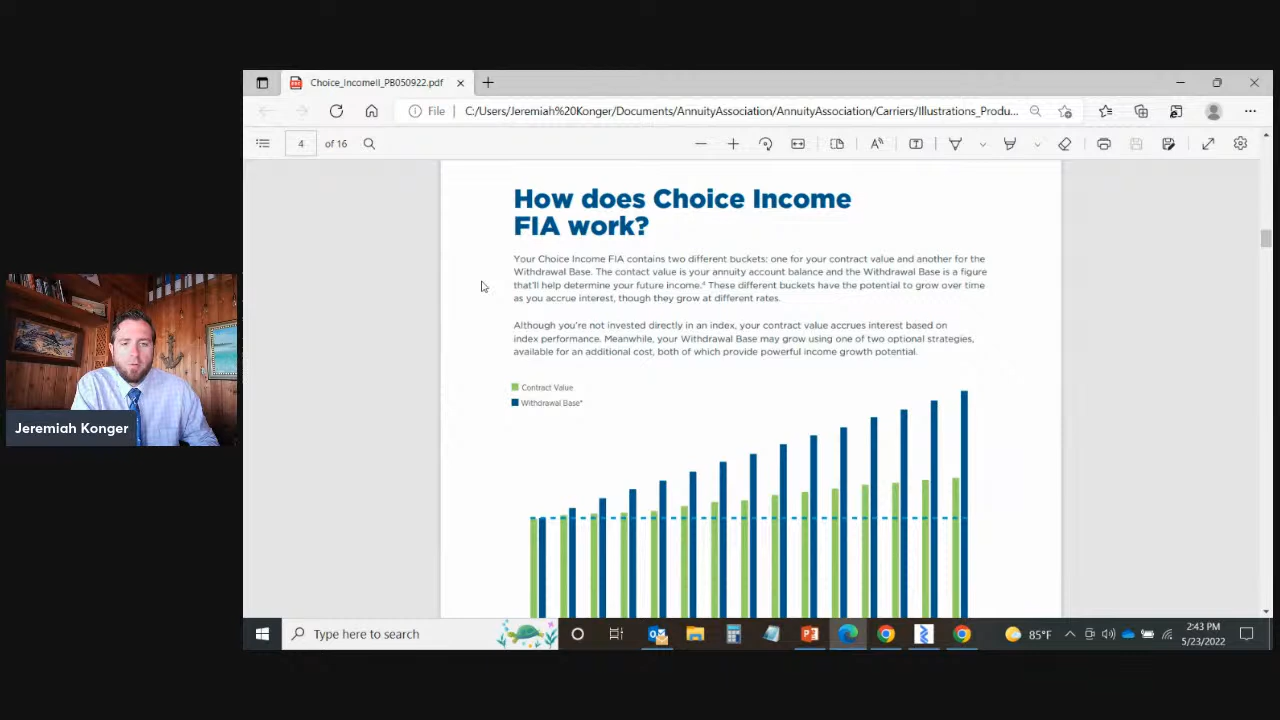 Choice_IncomeII_PB050922.pdf
File
C:/Users/Jeremiah%20Konger/Documents/AnnuityAssociation/AnnuityAssociation/Carriers/Illustrations_Produ...
4 of 16
How does Choice Income
FIA work?
Your Choice Income FIA contains two different buckets: one for your contract value and another for the
Withdrawal Base. The contact value is your annuity account balance and the Withdrawal Base is a figure
that'll help determine your future income.⁴ These different buckets have the potential to grow over time
as you accrue interest, though they grow at different rates.
Although you're not invested directly in an index, your contract value accrues interest based on
index performance. Meanwhile, your Withdrawal Base may grow using one of two optional strategies,
available for an additional cost, both of which provide powerful income growth potential.
Contract Value
Withdrawal Base*
Jeremiah Konger
Type here to search
85°F
2:43 PM
5/23/2022